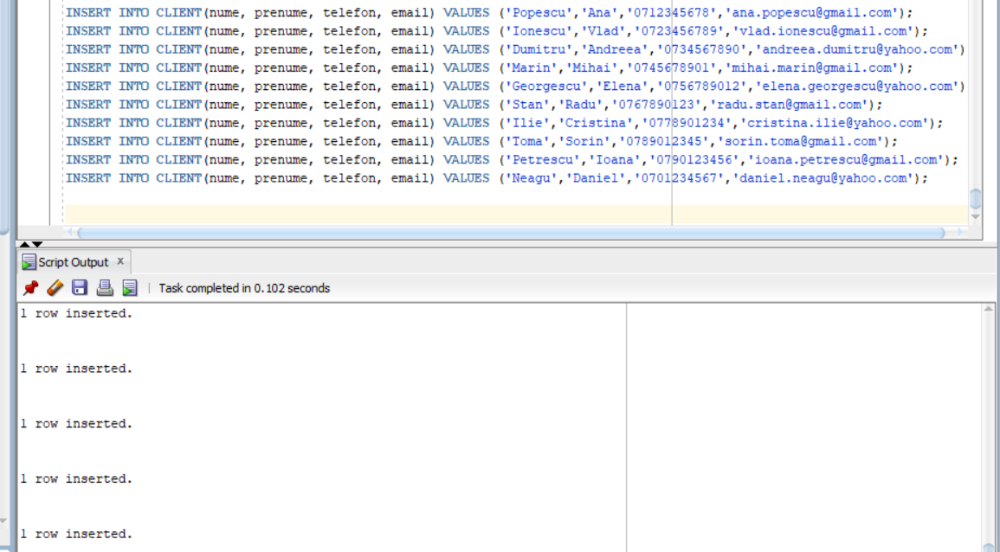 INSERT INTO CLIENT(nume, prenume, telefon, email) VALUES ('Popescu','Ana','0712345678','ana.popescu@gmail.com');
INSERT INTO CLIENT(nume, prenume, telefon, email) VALUES ('Ionescu','Vlad','0723456789','vlad.ionescu@gmail.com');
INSERT INTO CLIENT(nume, prenume, telefon, email) VALUES ('Dumitru','Andreea','0734567890','andreea.dumitru@yahoo.com')
INSERT INTO CLIENT(nume, prenume, telefon, email) VALUES ('Marin','Mihai','0745678901','mihai.marin@gmail.com');
INSERT INTO CLIENT(nume, prenume, telefon, email) VALUES ('Georgescu','Elena','0756789012','elena.georgescu@yahoo.com')
INSERT INTO CLIENT(nume, prenume, telefon, email) VALUES ('Stan','Radu','0767890123','radu.stan@gmail.com');
INSERT INTO CLIENT(nume, prenume, telefon, email) VALUES ('Ilie','Cristina','0778901234','cristina.ilie@yahoo.com');
INSERT INTO CLIENT(nume, prenume, telefon, email) VALUES ('Toma','Sorin','0789012345','sorin.toma@gmail.com');
INSERT INTO CLIENT(nume, prenume, telefon, email) VALUES ('Petrescu','Ioana','0790123456','ioana.petrescu@gmail.com');
INSERT INTO CLIENT(nume, prenume, telefon, email) VALUES ('Neagu','Daniel','0701234567','daniel.neagu@yahoo.com');
Script Output x
Task completed in 0.102 seconds
1 row inserted.
1 row inserted.
1 row inserted.
1 row inserted.
1 row inserted.